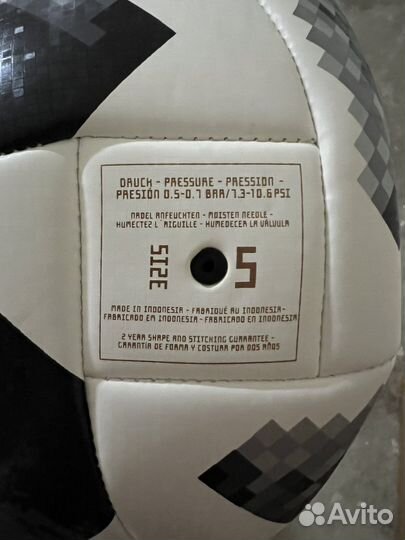 DRUCK - PRESSURE - PRESSION -
PRESIÓN 0.5-0.7 BAR/7.3-10.6 PSI
NADEL ANFEUCHTEN - MOISTEN NEEDLE -
HUMECTEZ L´AIGUILLE - HUMEDECER LA VÁLVULA
SIZE 5
MADE IN INDONESIA - FABRIQUÉ AU INDONESIA-
FABRICADO EM INDONESIA - FABRICADO EN INDONESIA
2 YEAR SHAPE AND STITCHING GUARANTEE -
GARANTÍA DE FORMA Y COSTURA POR DOS AÑOS
Avito